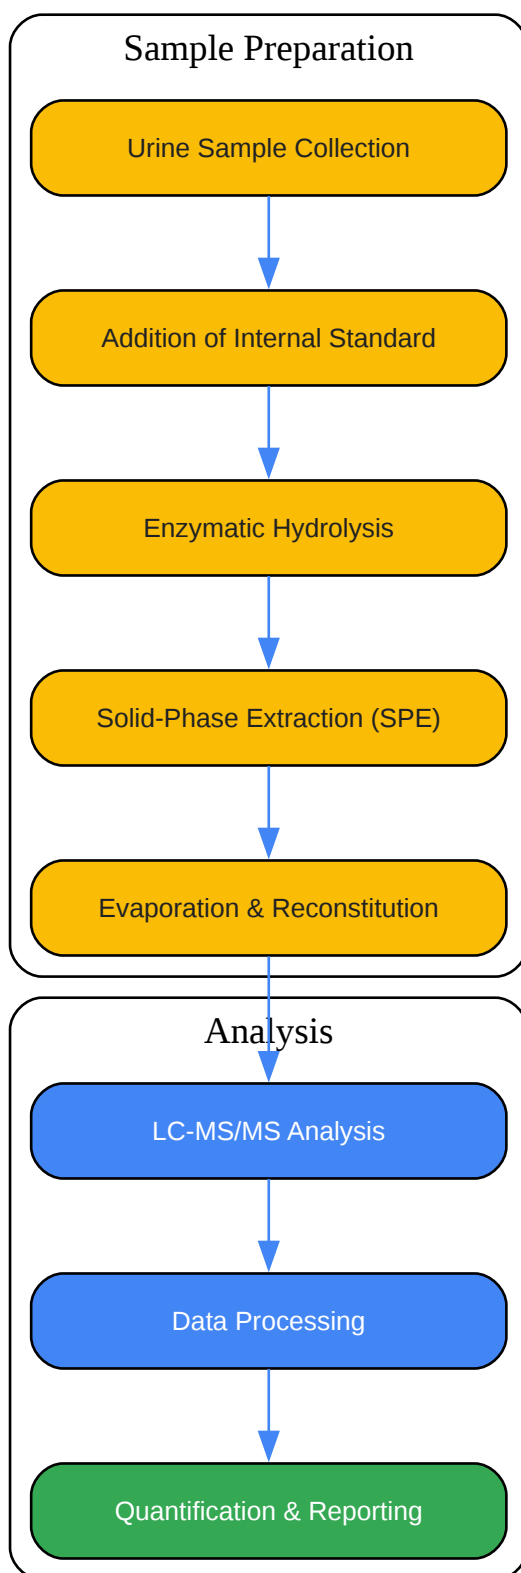 Sample Preparation
Urine Sample Collection
Addition of Internal Standard
Enzymatic Hydrolysis
Solid-Phase Extraction (SPE)
Evaporation & Reconstitution
Analysis
LC-MS/MS Analysis
Data Processing
Quantification & Reporting